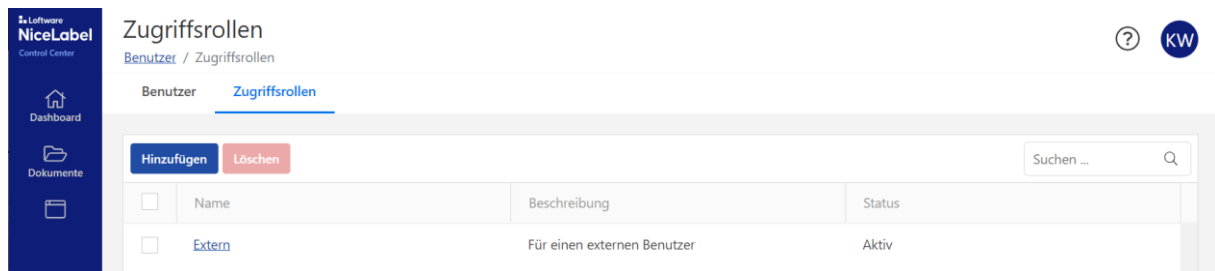 Loftware
NiceLabel
Control Center
Dashboard
Dokumente
Zugriffsrollen
Benutzer / Zugriffsrollen
KW
Benutzer Zugriffsrollen
Hinzufügen Löschen Suchen ...
Name Beschreibung Status
Extern Für einen externen Benutzer Aktiv